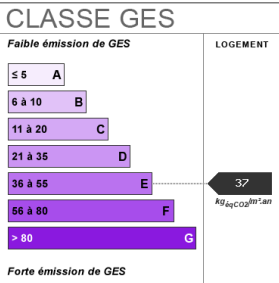 CLASSE GES
Faible émission de GES
LOGEMENT
≤ 5 A
6 à 10 B
11 à 20 C
21 à 35 D
36 à 55 E
37
kgéqCO2/m².an
56 à 80 F
> 80 G
Forte émission de GES